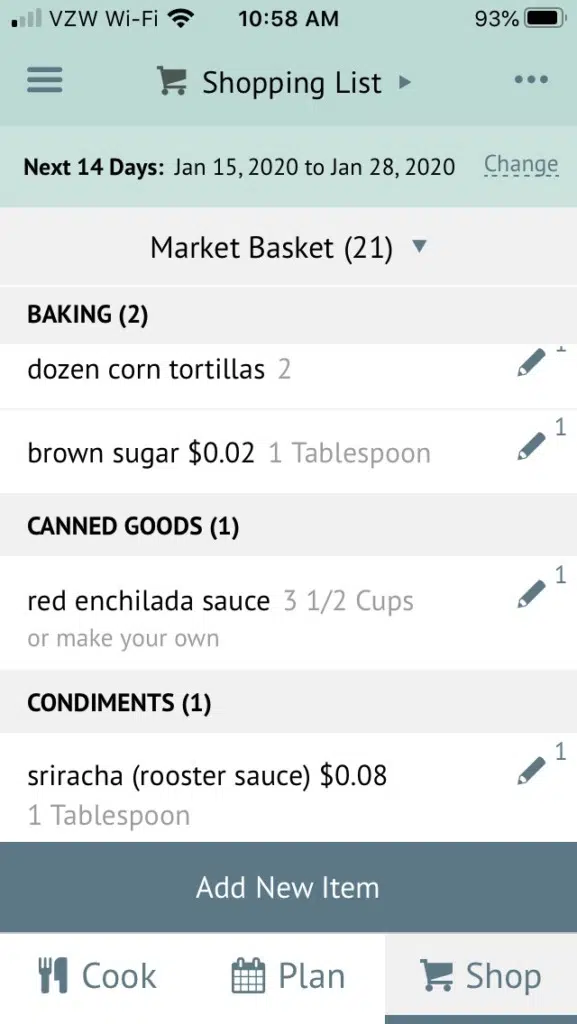 VZW Wi-Fi 10:58 AM 93%
Shopping List
Next 14 Days: Jan 15, 2020 to Jan 28, 2020 Change
Market Basket (21)
BAKING (2)
dozen corn tortillas 2
1
brown sugar $0.02 1 Tablespoon
1
CANNED GOODS (1)
red enchilada sauce 3 1/2 Cups
1
or make your own
CONDIMENTS (1)
sriracha (rooster sauce) $0.08
1
1 Tablespoon
Add New Item
Cook Plan Shop